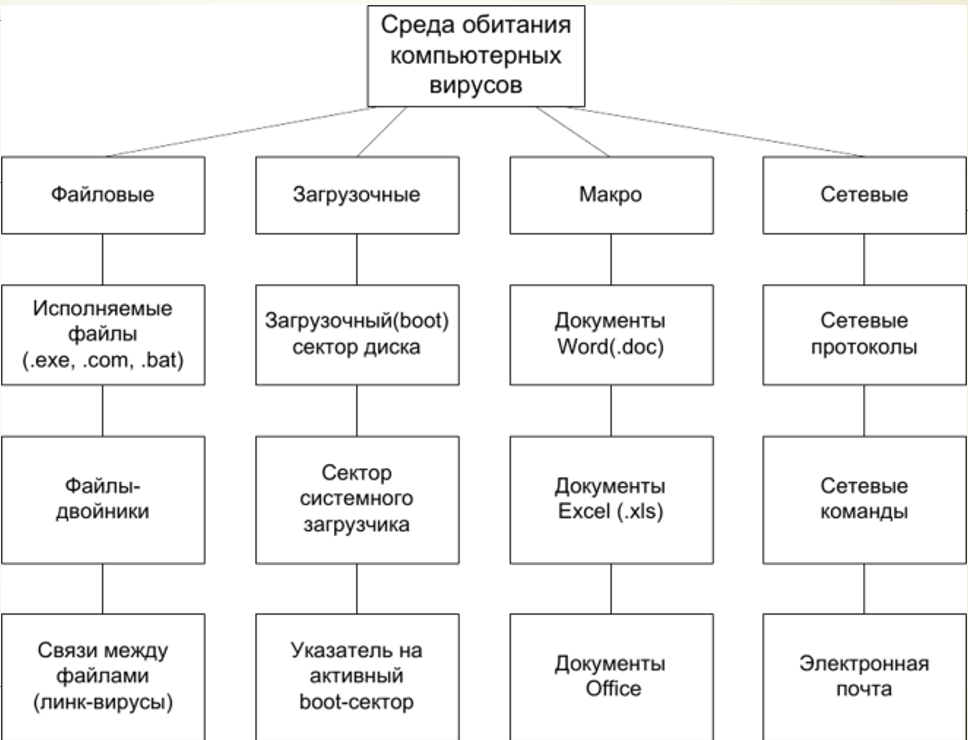 Среда обитания
компьютерных
вирусов
Файловые
Загрузочные
Макро
Сетевые
Исполняемые
файлы
(.exe, .com, .bat)
Загрузочный(boot)
сектор диска
Документы
Word(.doc)
Сетевые
протоколы
Файлы-
двойники
Сектор
системного
загрузчика
Документы
Excel (.xls)
Сетевые
команды
Связи между
файлами
(линк-вирусы)
Указатель на
активный
boot-сектор
Документы
Office
Электронная
почта